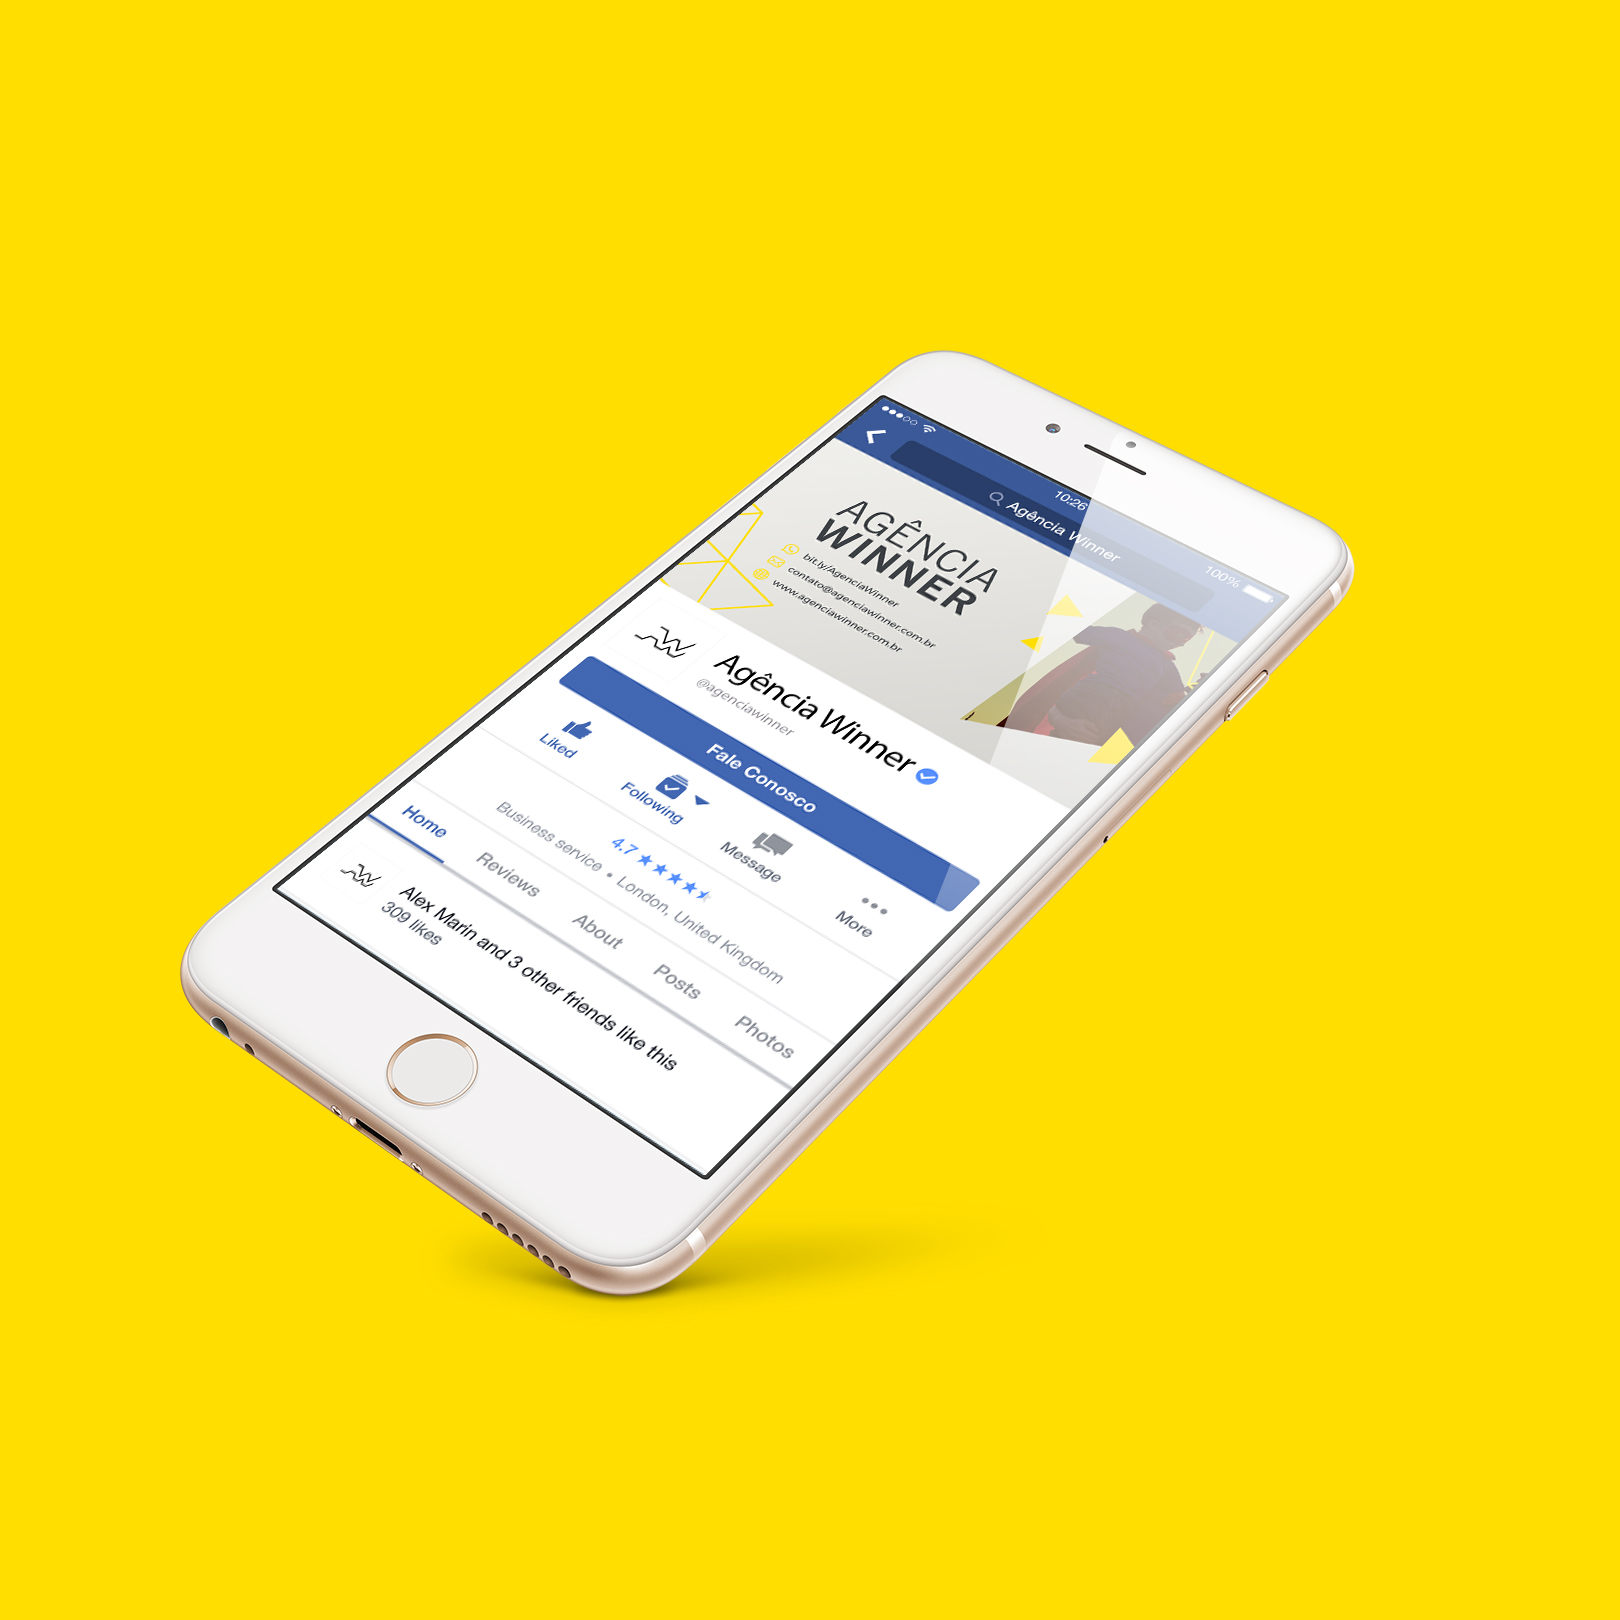 10:26
100%
Agência Winner
AGÊNCIA
WINNER
bit.ly/AgenciaWinner
contato@agenciawinner.com.br
www.agenciawinner.com.br
Agência Winner
@agenciawinner
Fale Conosco
Liked
Following
Message
More
4.7
Business service • London, United Kingdom
Home
Reviews
About
Posts
Photos
Alex Marin and 3 other friends like this
309 likes